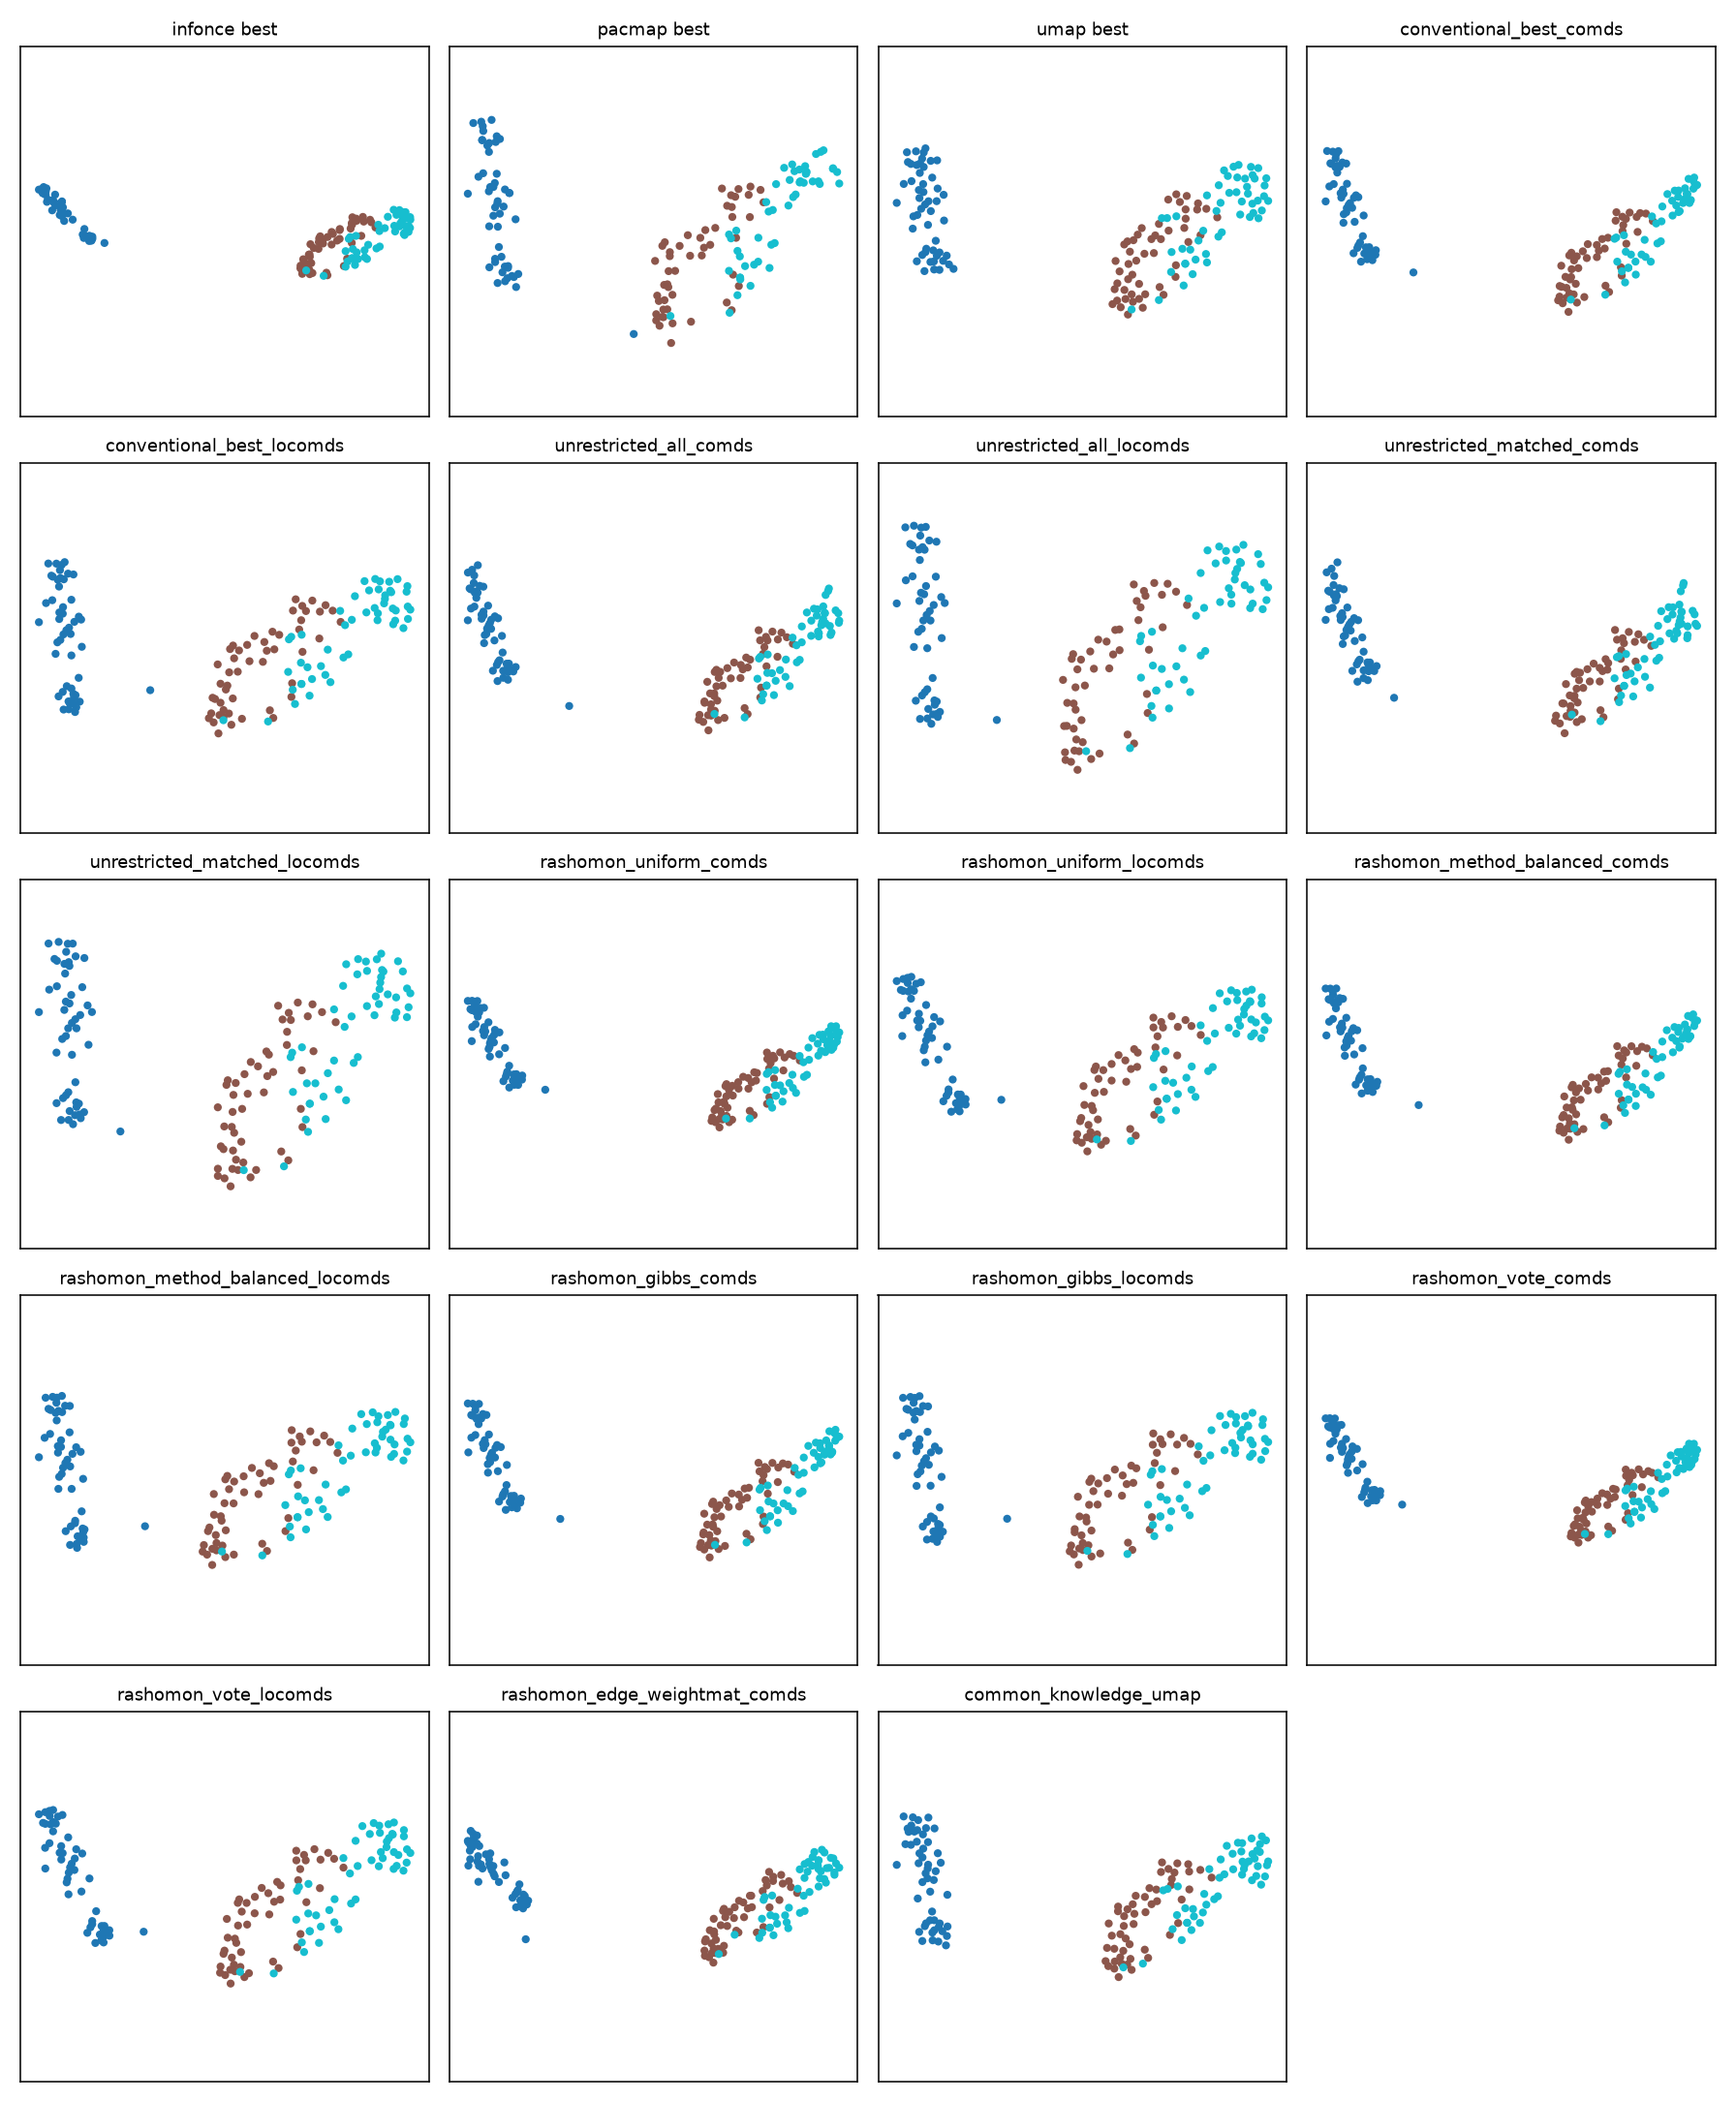 infonce best
pacmap best
umap best
conventional_best_comds
conventional_best_locomds
unrestricted_all_comds
unrestricted_all_locomds
unrestricted_matched_comds
unrestricted_matched_locomds
rashomon_uniform_comds
rashomon_uniform_locomds
rashomon_method_balanced_comds
rashomon_method_balanced_locomds
rashomon_gibbs_comds
rashomon_gibbs_locomds
rashomon_vote_comds
rashomon_vote_locomds
rashomon_edge_weightmat_comds
common_knowledge_umap